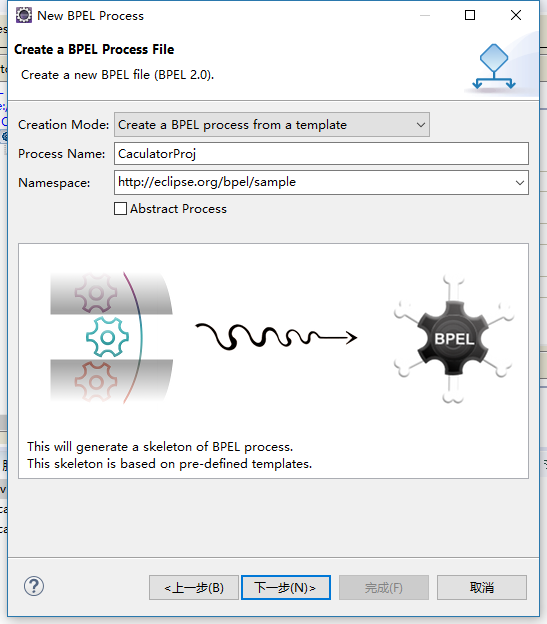 New BPEL Process
Create a BPEL Process File
Create a new BPEL file (BPEL 2.0).
Creation Mode: Create a BPEL process from a template
Process Name: CaculatorProj
Namespace: http://eclipse.org/bpel/sample
Abstract Process
BPEL
This will generate a skeleton of BPEL process.
This skeleton is based on pre-defined templates.
? <上一步(B) 下一步(N)> 完成(F) 取消